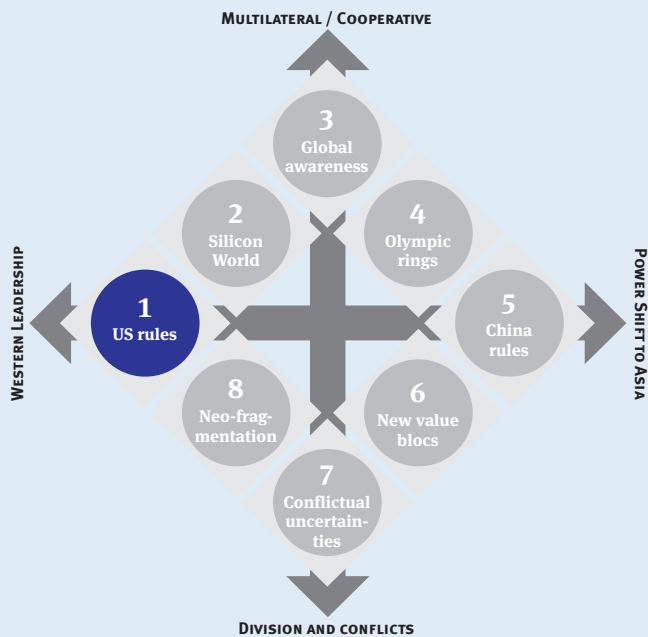 MULTILATERAL / COOPERATIVE
3
Global
awareness
2
Silicon
World
4
Olympic
rings
WESTERN LEADERSHIP
1
US rules
5
China
rules
POWER SHIFT TO ASIA
8
Neo-frag-
mentation
6
New value
blocs
7
Conflictual
uncertain-
ties
DIVISION AND CONFLICTS